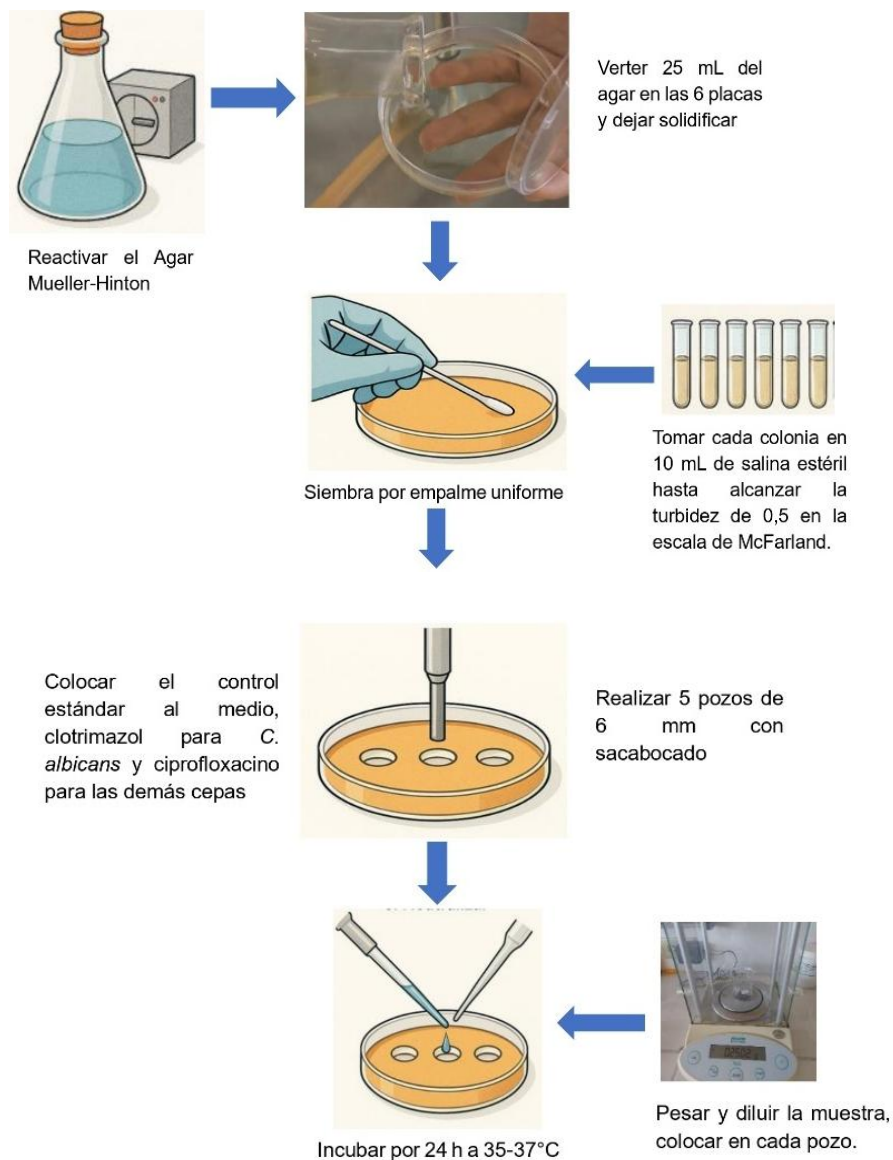 Verter 25 mL del
agar en las 6 placas
y dejar solidificar
Reactivar el Agar
Mueller-Hinton
Siembra por empalme uniforme
Tomar cada colonia en
10 mL de salina estéril
hasta alcanzar la
turbidez de 0,5 en la
escala de McFarland.
Colocar el control
estándar al medio,
clotrimazol para C.
albicans y ciprofloxacino
para las demás cepas
Realizar 5 pozos de
6 mm con
sacabocado
Incubar por 24 h a 35-37°C
Pesar y diluir la muestra,
colocar en cada pozo.